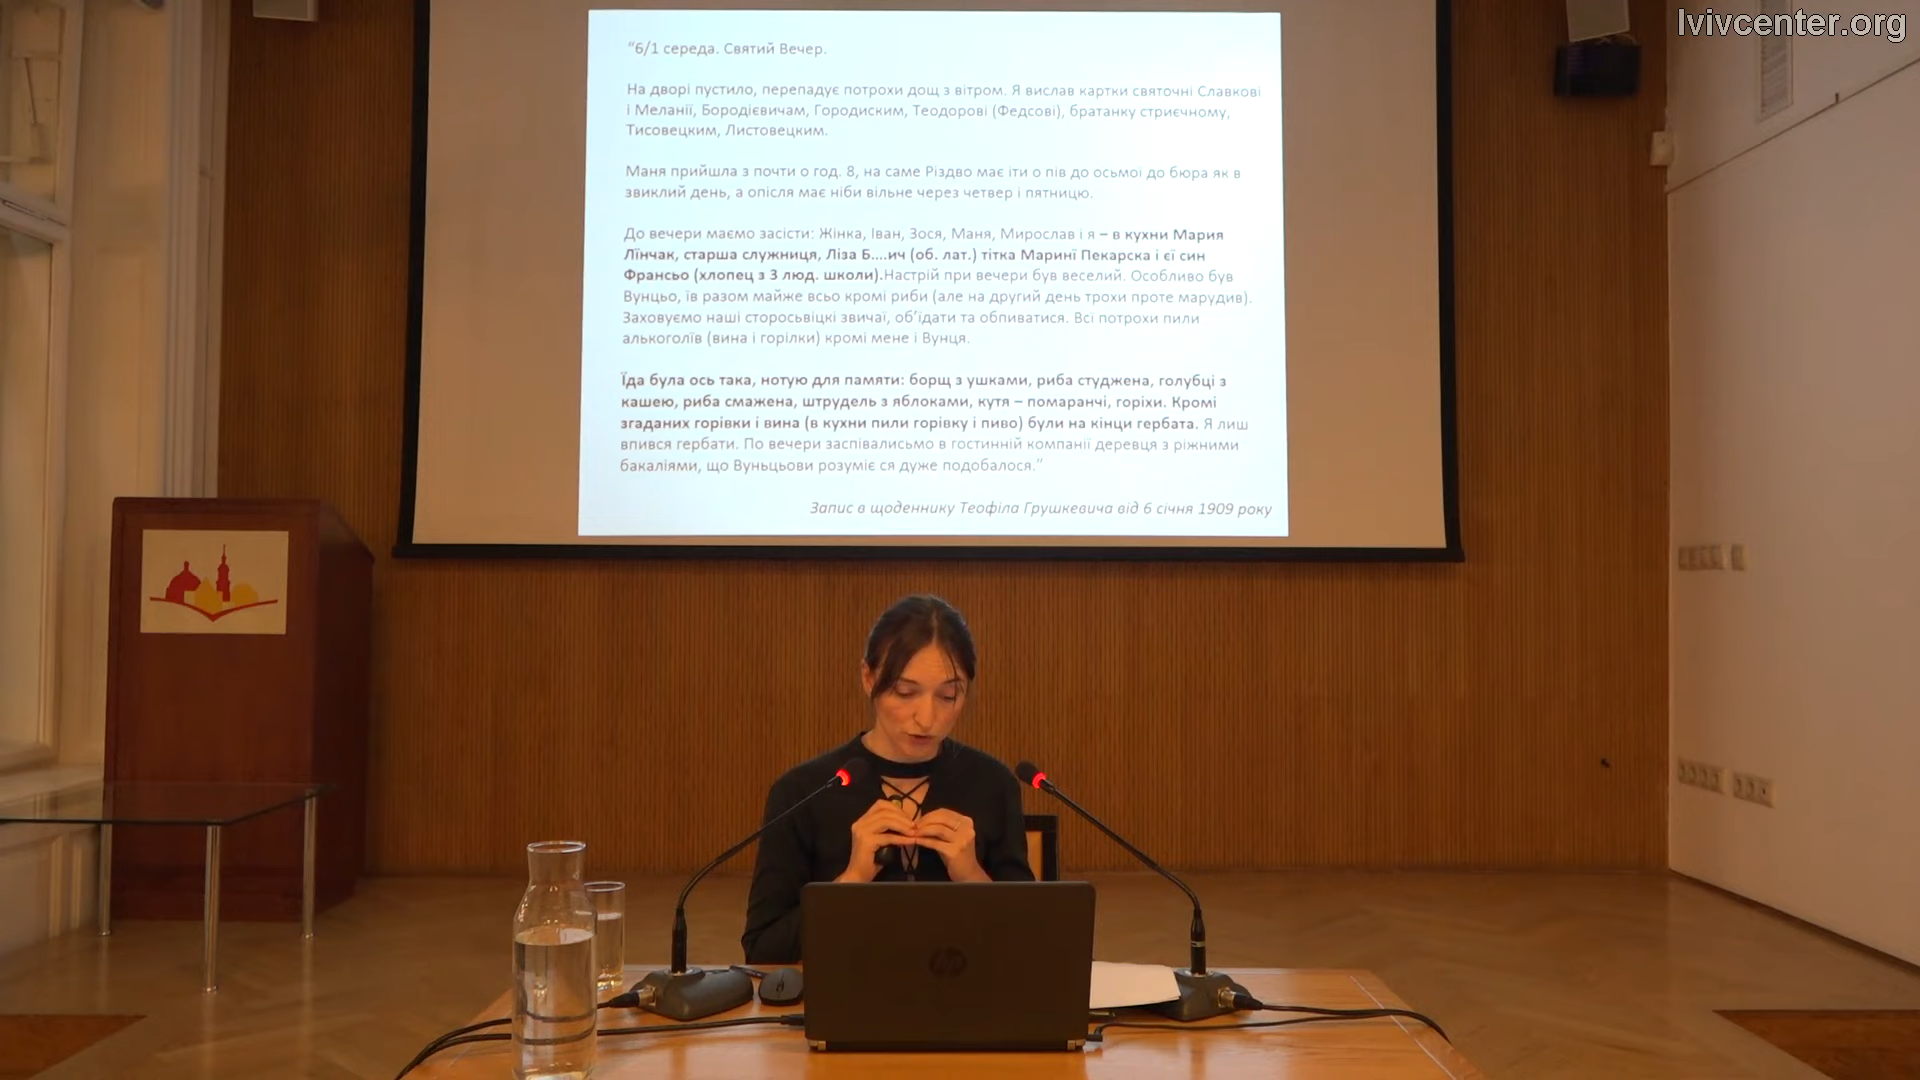 lvivcenter.org
“6/1 середа. Святий Вечер.
На дворі пустило, перепадує потрохи дощ з вітром. Я вислав картки святочні Славкові
і Меланії, Бородієвичам, Городиским, Теодорові (Федсові), братанку стриєчному,
Тисовецким, Листовецким.
Маня прийшла з почти о год. 8, на саме Різдво має іти о пів до осьмої до бюра як в
звиклий день, а опісля має ніби вільне через четвер і пятницю.
До вечери маємо засісти: Жінка, Іван, Зося, Маня, Мирослав і я – в кухни Мария
Лїнчак, старша служниця, Ліза Б....ич (об. лат.) тітка Маринї Пекарска і єї син
Франсьо (хлопец з 3 люд. школи).Настрій при вечери був веселий. Особливо був
Вунцьо, їв разом майже всьо кромі риби (але на другий день трохи проте марудив).
Заховуємо наші старосьвіцкі звичаї, об’їдати та обпиватися. Всі потрохи пили
алькоголїв (вина і горілки) кромі мене і Вунця.
Їда була ось така, нотую для памяти: борщ з ушками, риба студжена, голубці з
кашею, риба смажена, штрудель з яблоками, кутя – помаранчі, горіхи. Кромі
згаданих горівки і вина (в кухни пили горівку і пиво) були на кінци гербата. Я лиш
впився гербати. По вечери заспівалисьмо в гостинній компанії деревця з ріжними
бакаліями, що Вуньцьови розуміє ся дуже подобалося.”
Запис в щоденнику Теофіла Грушкевича від 6 січня 1909 року
hp